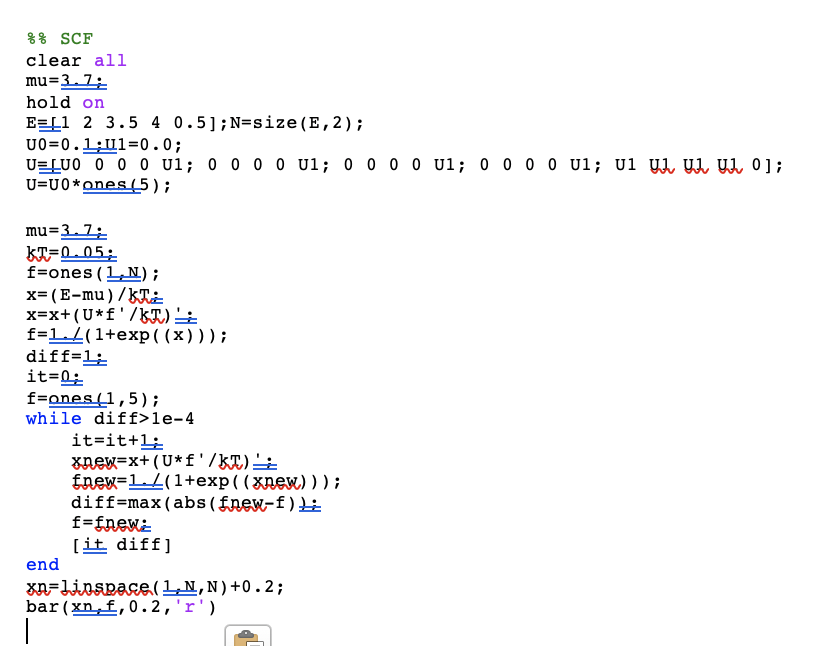 %% SCF
clear all
mu=3.7;
hold on
E=[1 2 3.5 4 0.5];N=size(E,2);
U0=0.1;U1=0.0;
U=[U0 0 0 0 U1; 0 0 0 0 U1; 0 0 0 0 U1; 0 0 0 0 U1; U1 U1 U1 U1 0];
U=U0*ones(5);
mu=3.7;
kT=0.05;
f=ones(1,N);
x=(E-mu)/kT;
x=x+(U*f'/kT)';
f=1./(1+exp((x)));
diff=1;
it=0;
f=ones(1,5);
while diff>1e-4
it=it+1;
xnew=x+(U*f'/kT)';
fnew=1./(1+exp((xnew)));
diff=max(abs(fnew-f));
f=fnew;
[it diff]
end
xn=linspace(1,N,N)+0.2;
bar(xn,f,0.2,'r')